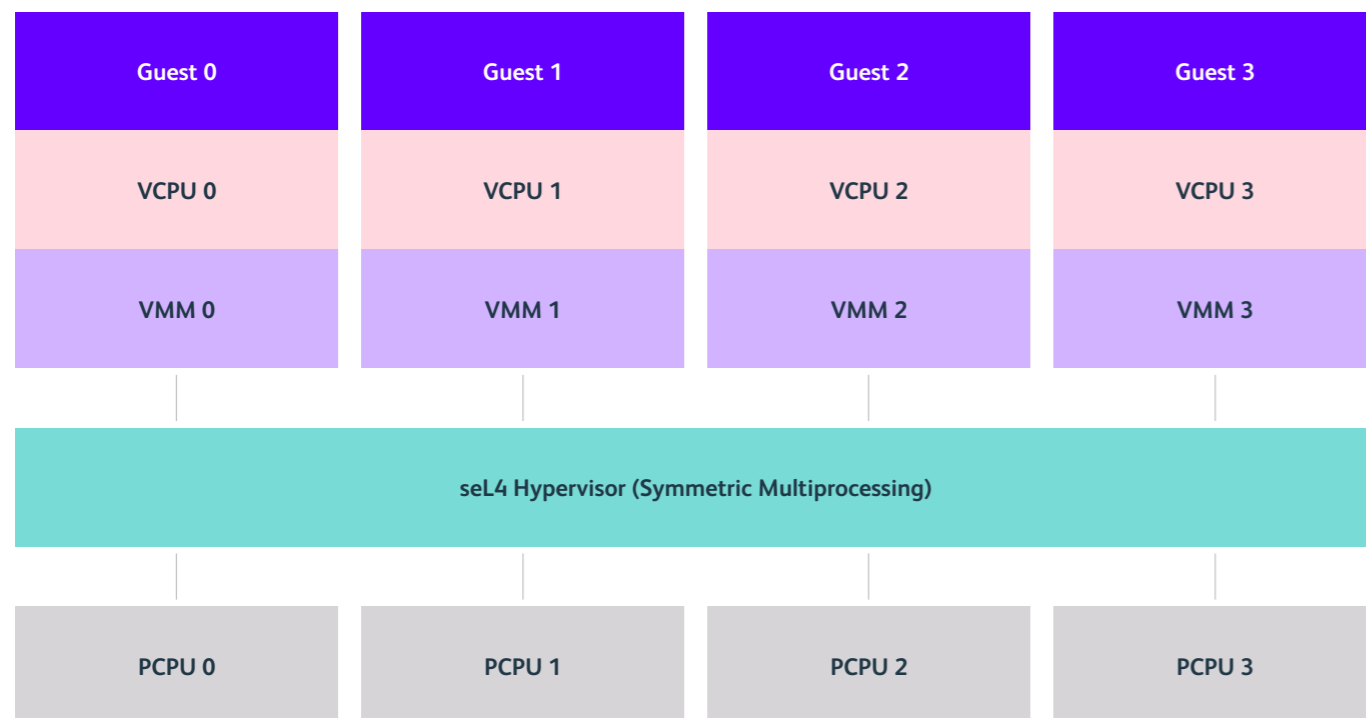 Guest 0
Guest 1
Guest 2
Guest 3
VCPU 0
VCPU 1
VCPU 2
VCPU 3
VMM 0
VMM 1
VMM 2
VMM 3
seL4 Hypervisor (Symmetric Multiprocessing)
PCPU 0
PCPU 1
PCPU 2
PCPU 3